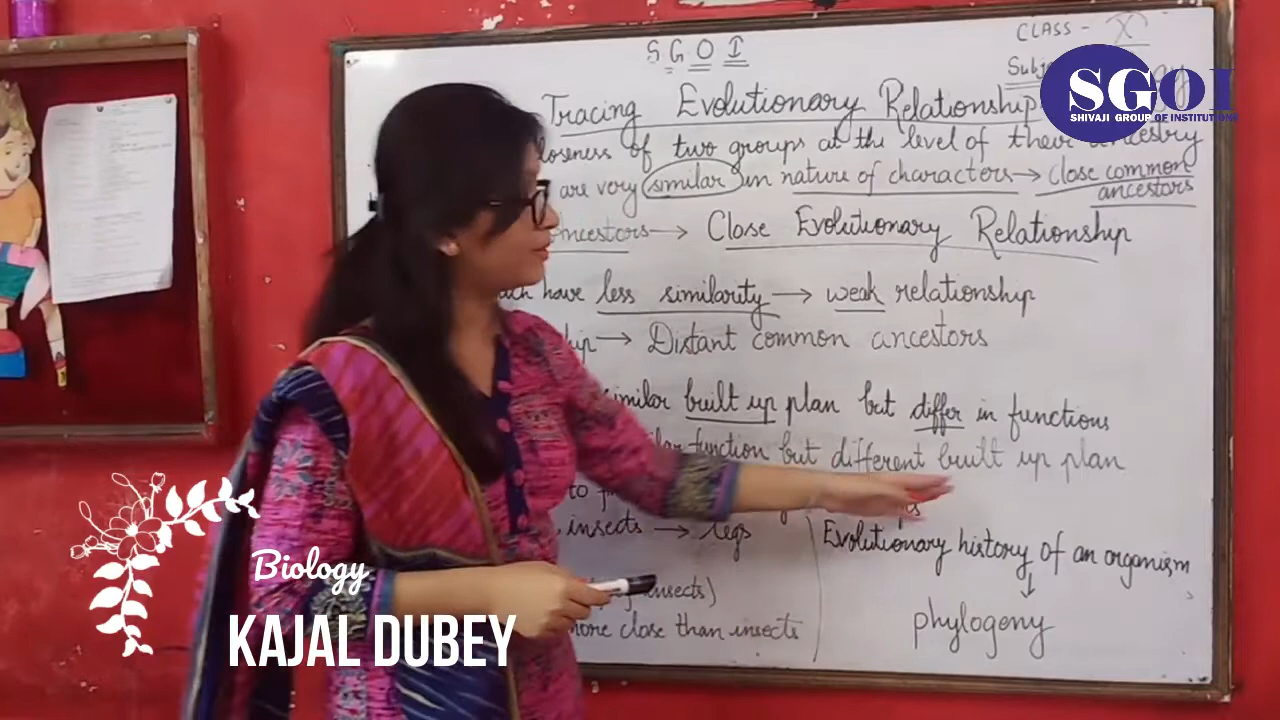 S G O I
CLASS - X
SGOI
SHIVAJI GROUP OF INSTITUTIONS
Tracing Evolutionary Relationship
closeness of two groups at the level of their ancestry
are very similar in nature of characters → close common
ancestors
ancestors → Close Evolutionary Relationship
have less similarity → weak relationship
→ Distant common ancestors
similar built up plan but differ in functions
function but different built up plan
to
insects → legs
insects)
more close than insects
Evolutionary history of an organism
↓
phylogeny
Biology
KAJAL DUBEY